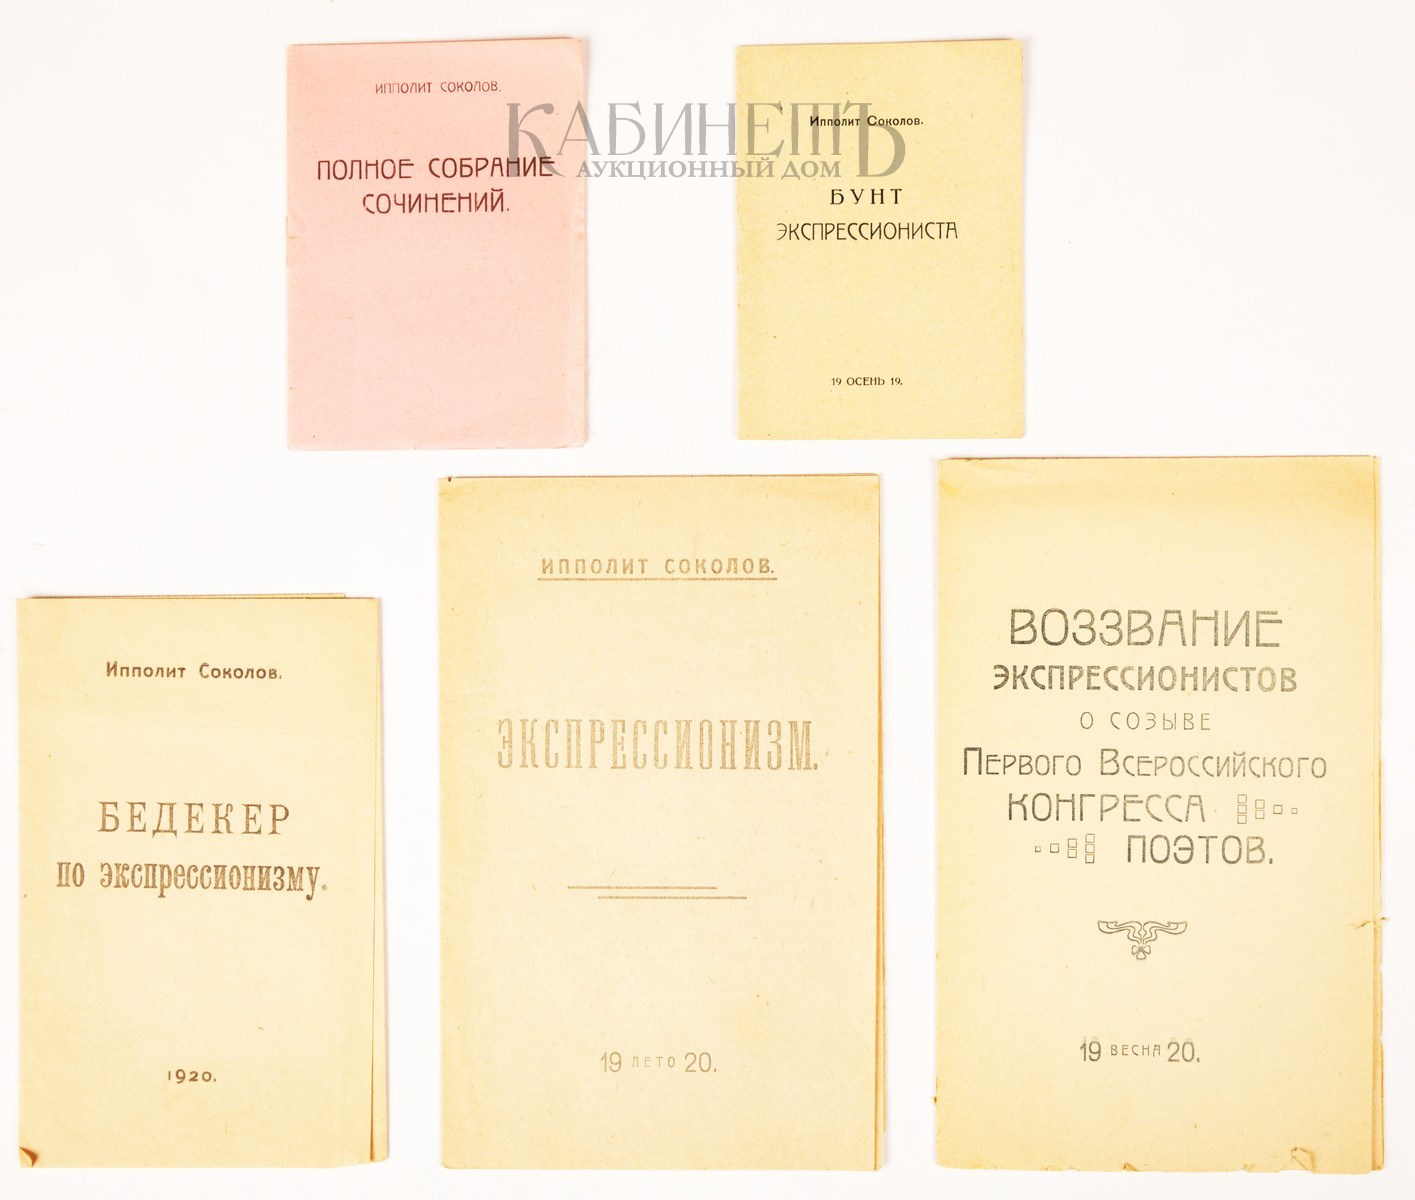 ИППОЛИТ СОКОЛОВ.
ПОЛНОЕ СОБРАНИЕ
СОЧИНЕНИЙ.
КАБИНЕТЪ
АУКЦИОННЫЙ ДОМ
Ипполит Соколов.
БУНТ
ЭКСПРЕССИОНИСТА
19 ОСЕНЬ 19.
Ипполит Соколов.
БЕДЕКЕР
по экспрессионизму.
1920.
ИППОЛИТ СОКОЛОВ.
ЭКСПРЕССИОНИЗМ.
19 ЛЕТО 20.
ВОЗЗВАНИЕ
ЭКСПРЕССИОНИСТОВ
О СОЗЫВЕ
Первого Всероссийского
КОНГРЕССА
ПОЭТОВ.
19 ВЕСНА 20.